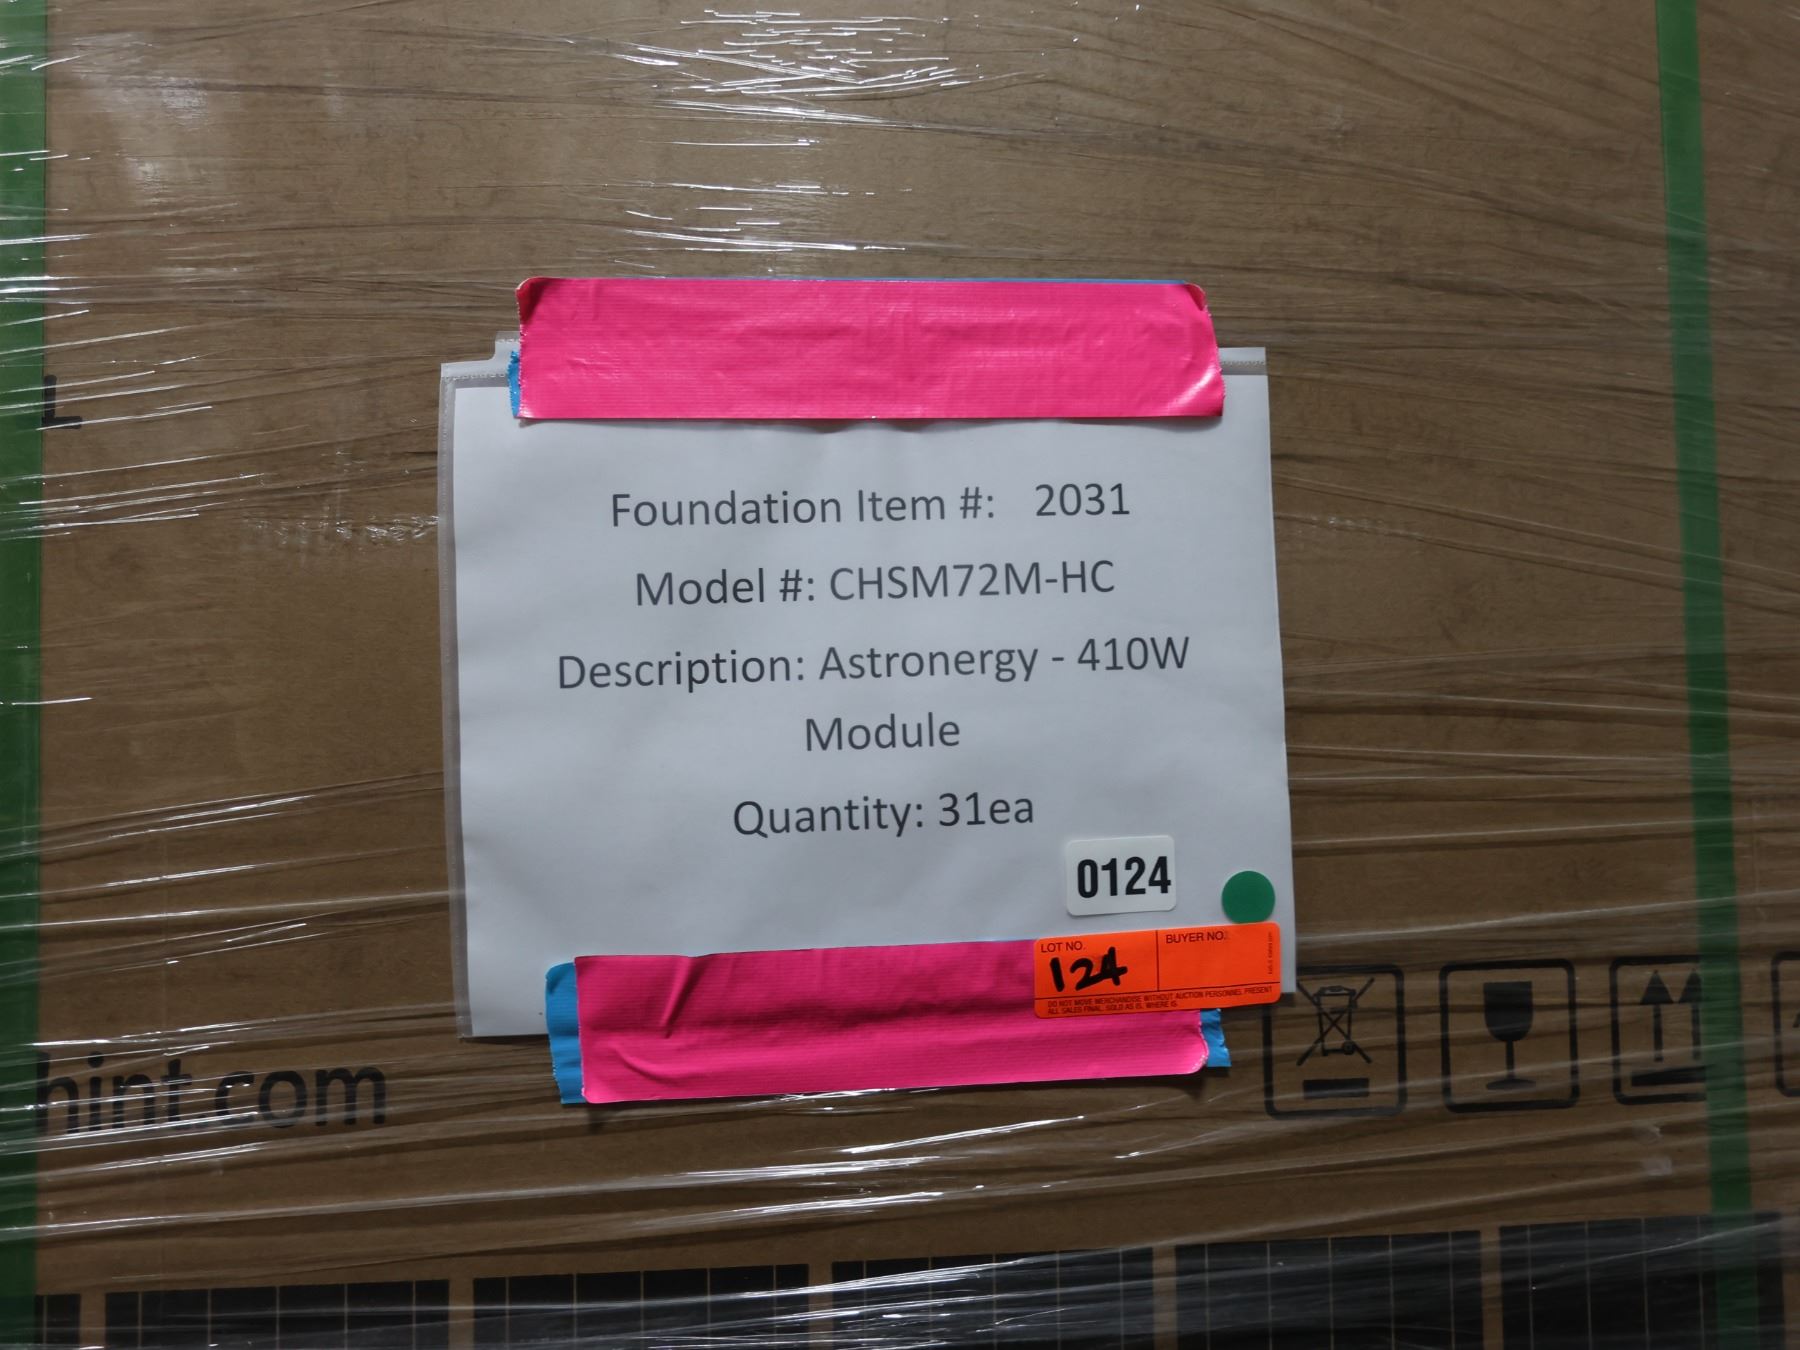 L
Foundation Item #: 2031
Model #: CHSM72M-HC
Description: Astronergy - 410W
Module
Quantity: 31ea
0124
LOT NO.
124
BUYER NO.
DO NOT MOVE MERCHANDISE WITHOUT AUCTION PERSONNEL PRESENT
ALL SALES FINAL. SOLD AS IS, WHERE IS
hint.com